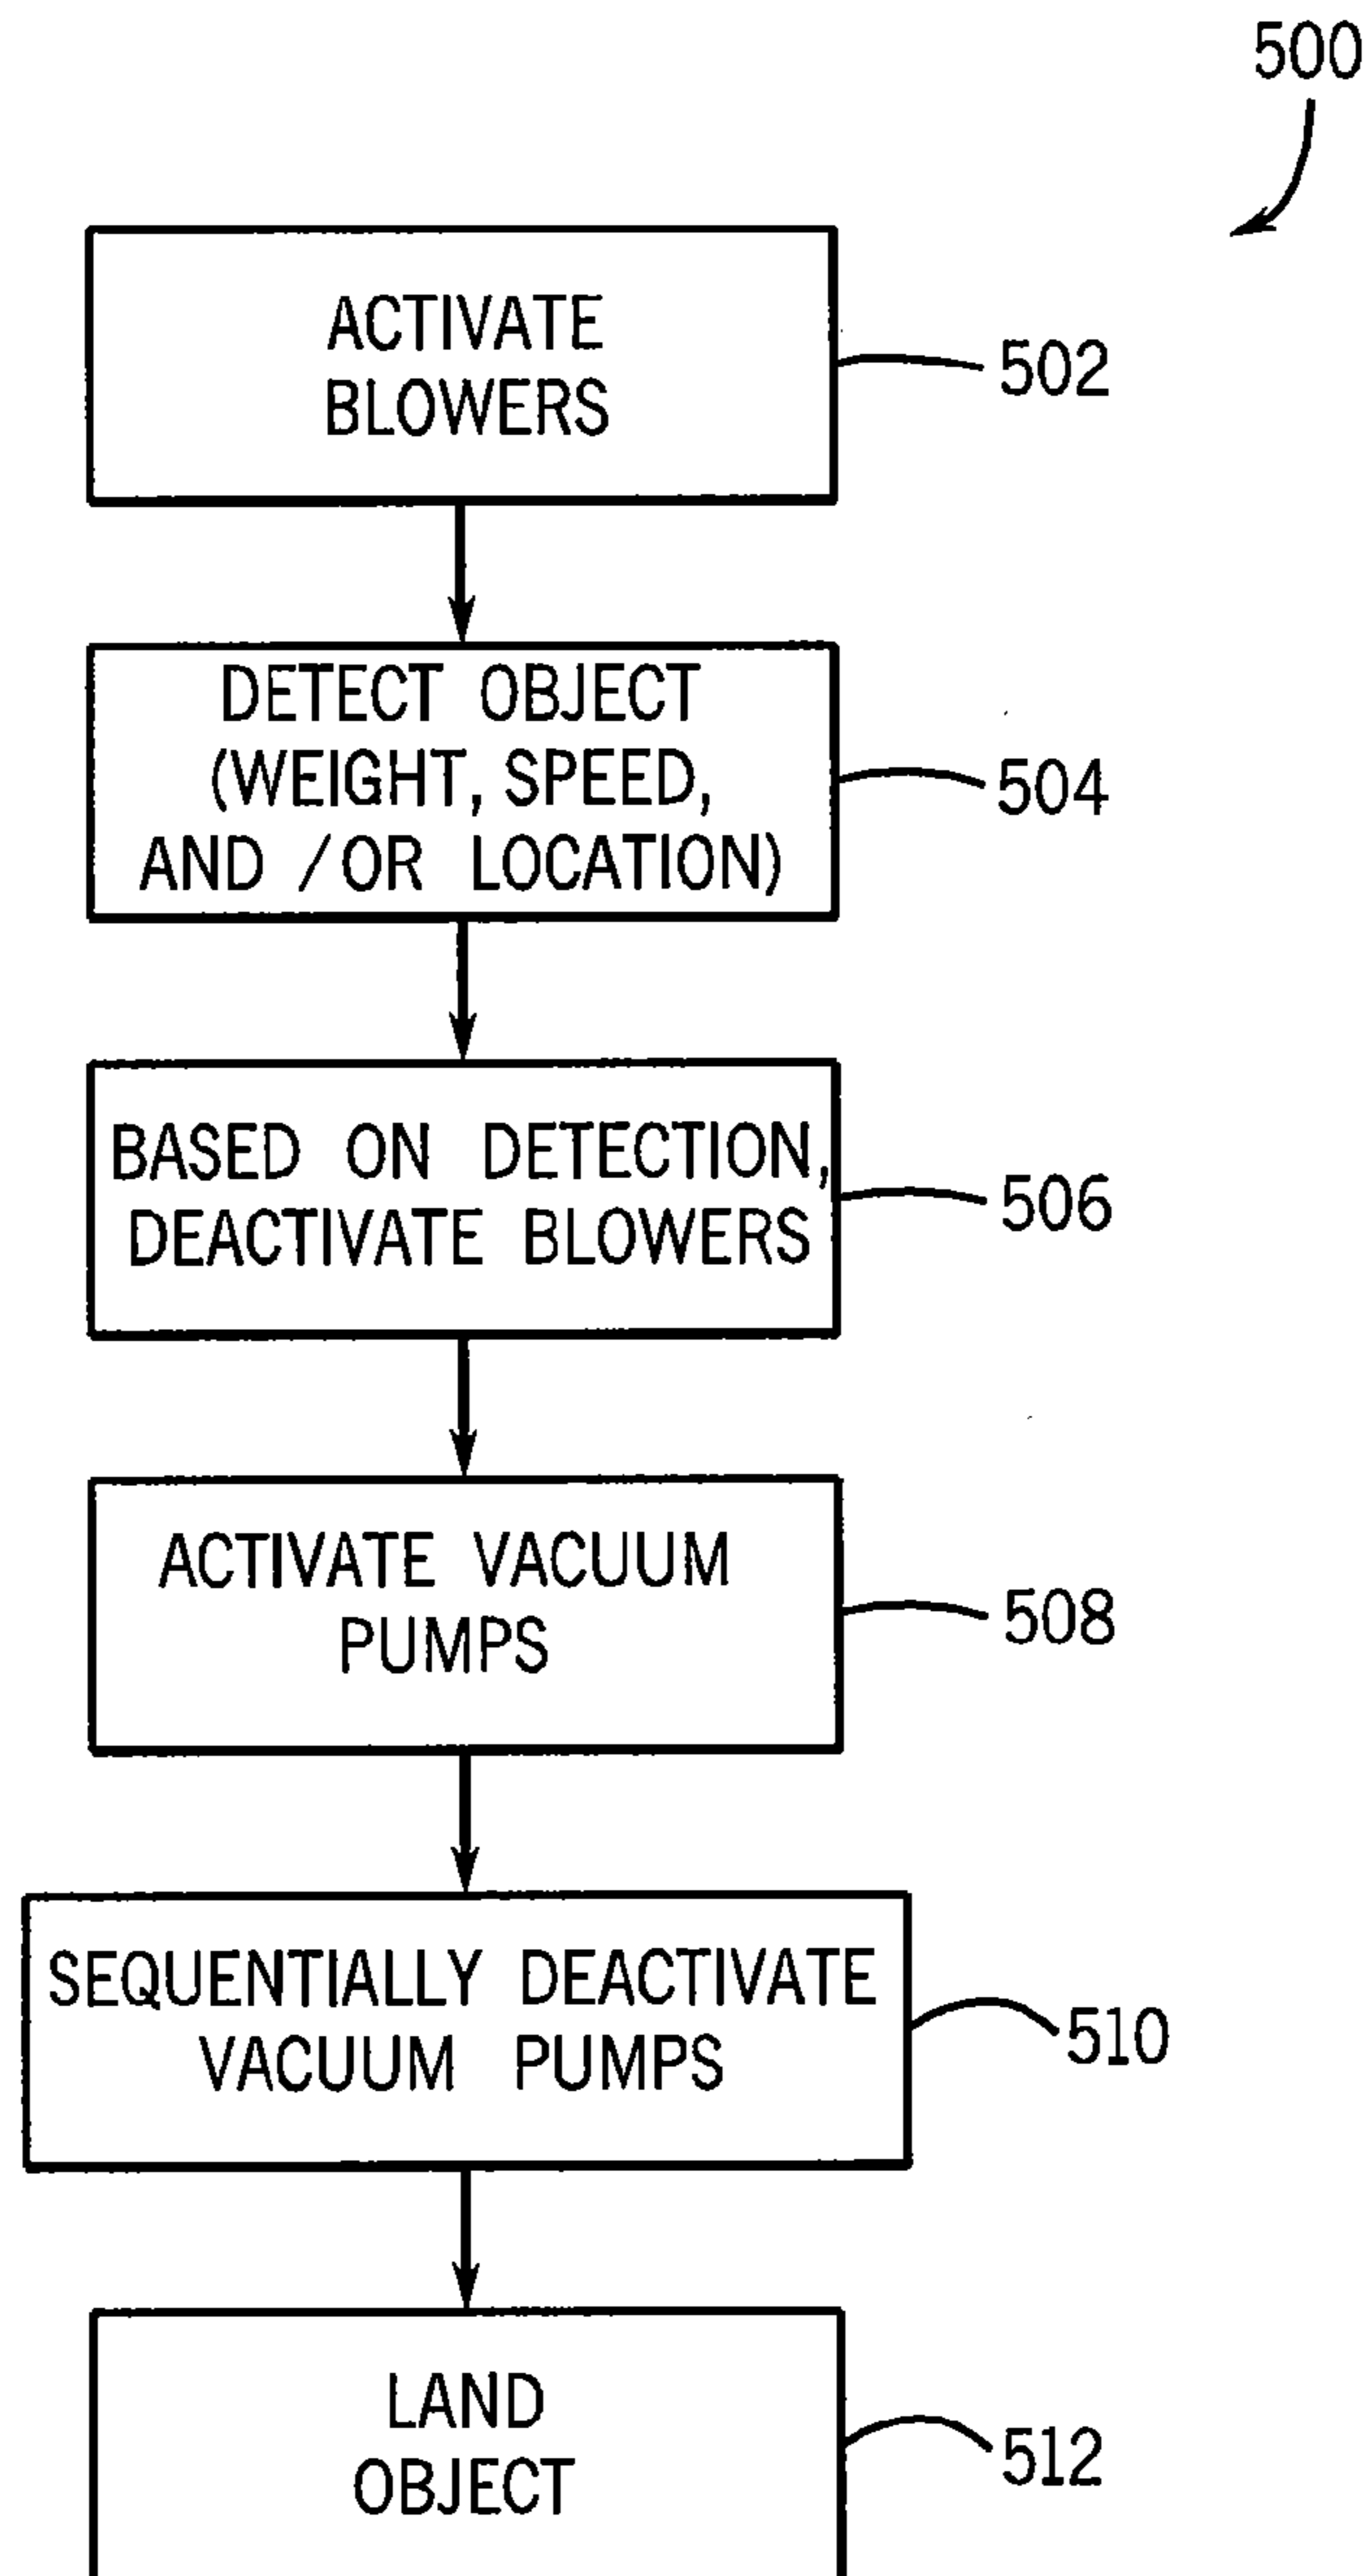 500
ACTIVATE
BLOWERS
502
DETECT OBJECT
(WEIGHT, SPEED,
AND /OR LOCATION)
504
BASED ON DETECTION,
DEACTIVATE BLOWERS
506
ACTIVATE VACUUM
PUMPS
508
SEQUENTIALLY DEACTIVATE
VACUUM PUMPS
510
LAND
OBJECT
512